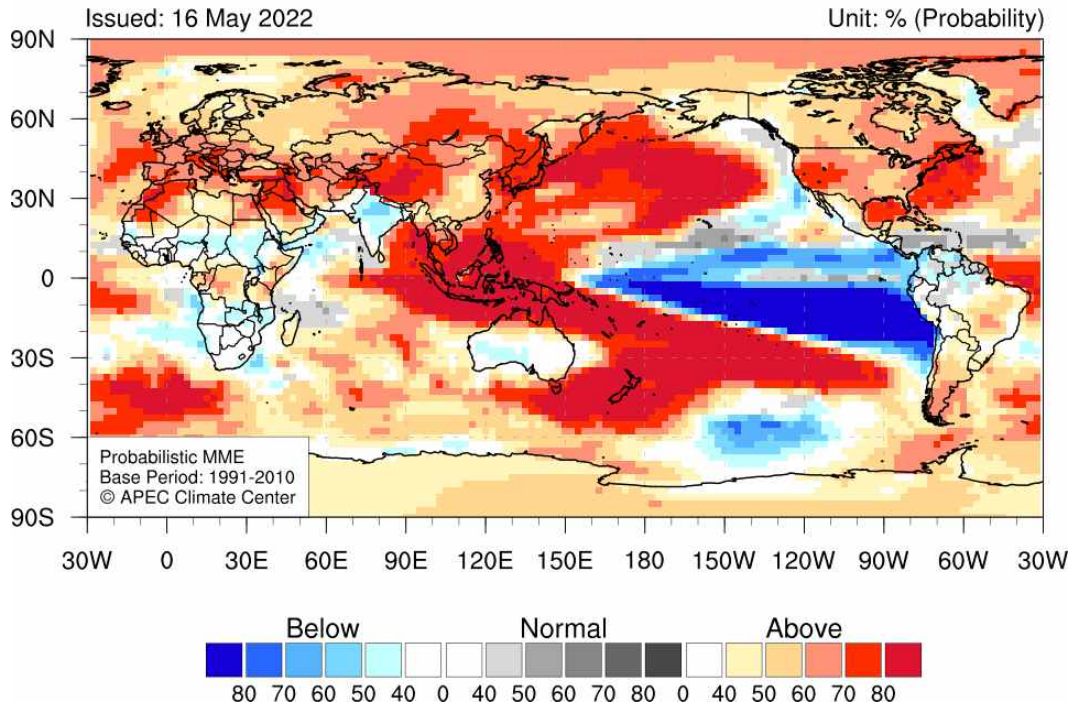 Issued: 16 May 2022 Unit: % (Probability)
90N
60N
30N
0
30S
60S
90S
Probabilistic MME
Base Period: 1991-2010
© APEC Climate Center
30W 0 30E 60E 90E 120E 150E 180 150W 120W 90W 60W 30W
Below Normal Above
80 70 60 50 40 0 40 50 60 70 80 0 40 50 60 70 80